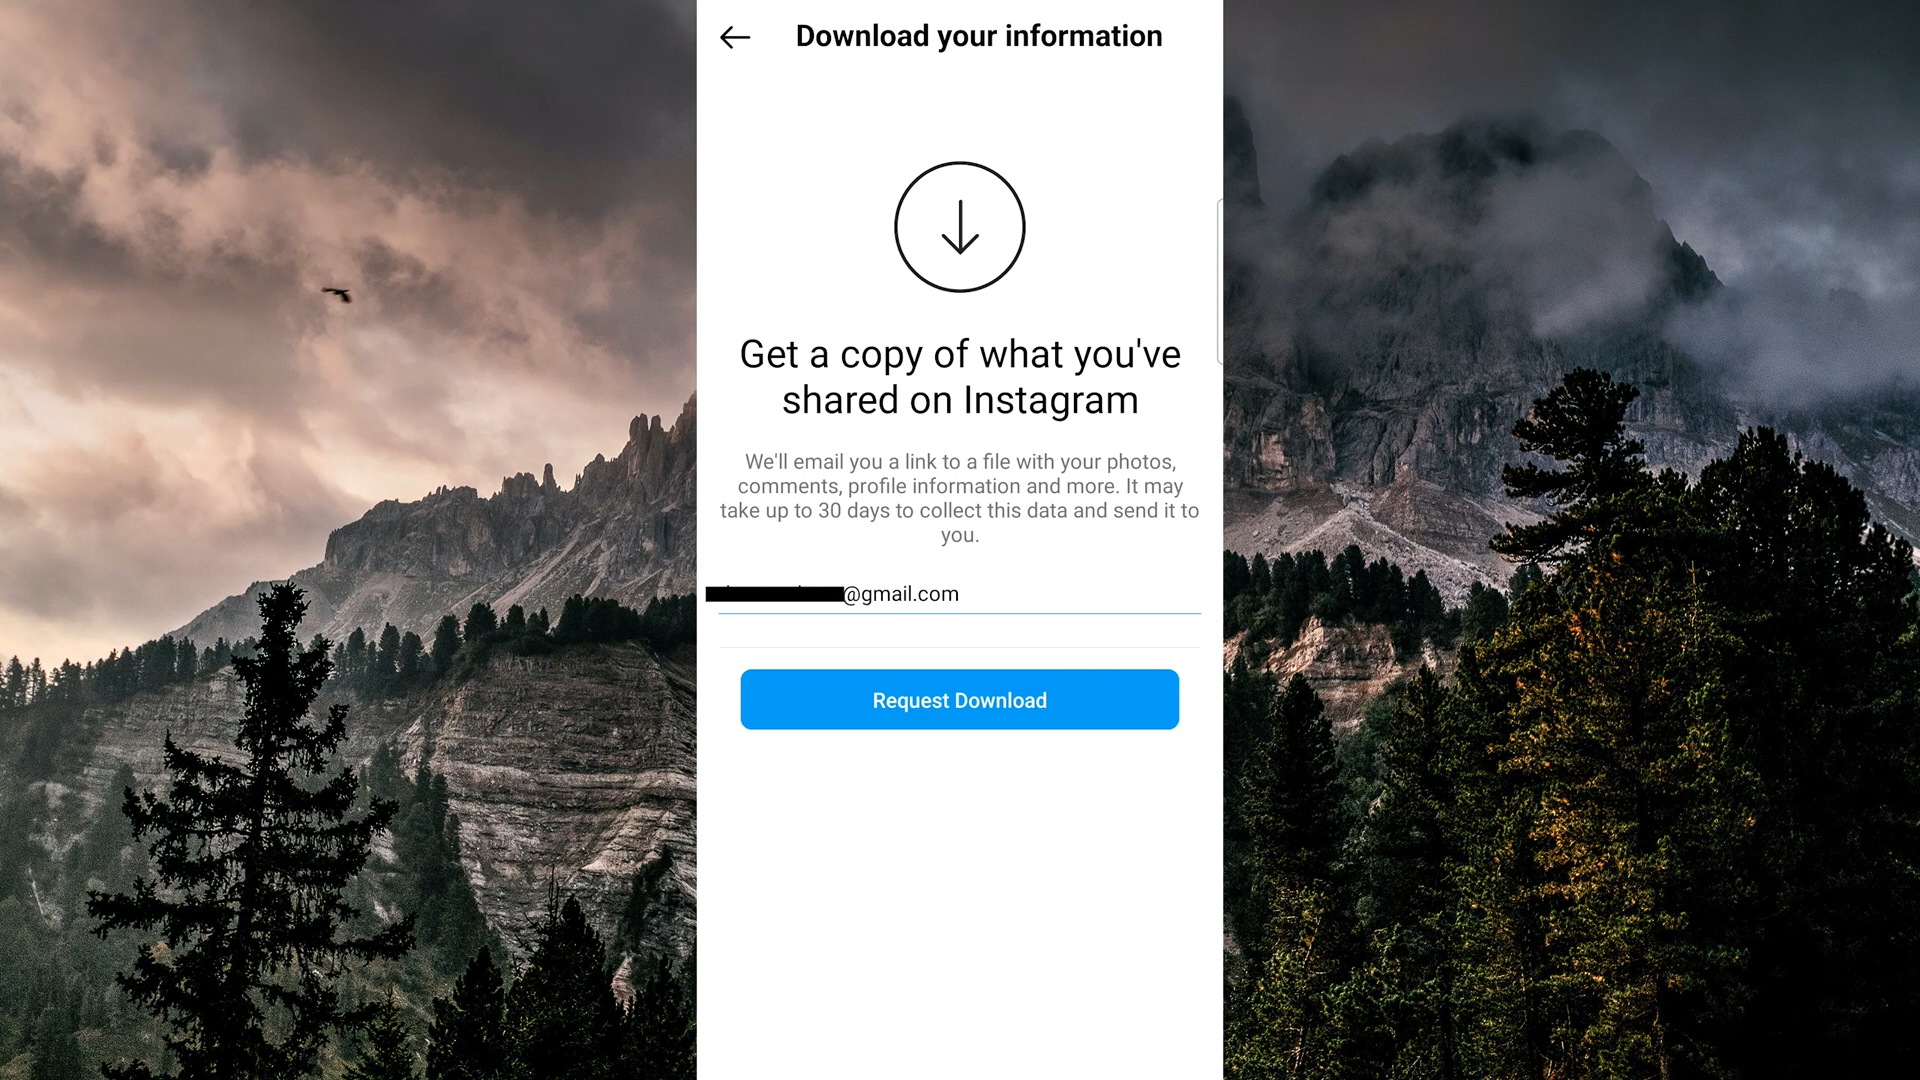 Download your information
Get a copy of what you've
shared on Instagram
We'll email you a link to a file with your photos,
comments, profile information and more. It may
take up to 30 days to collect this data and send it to
you.
@gmail.com
Request Download